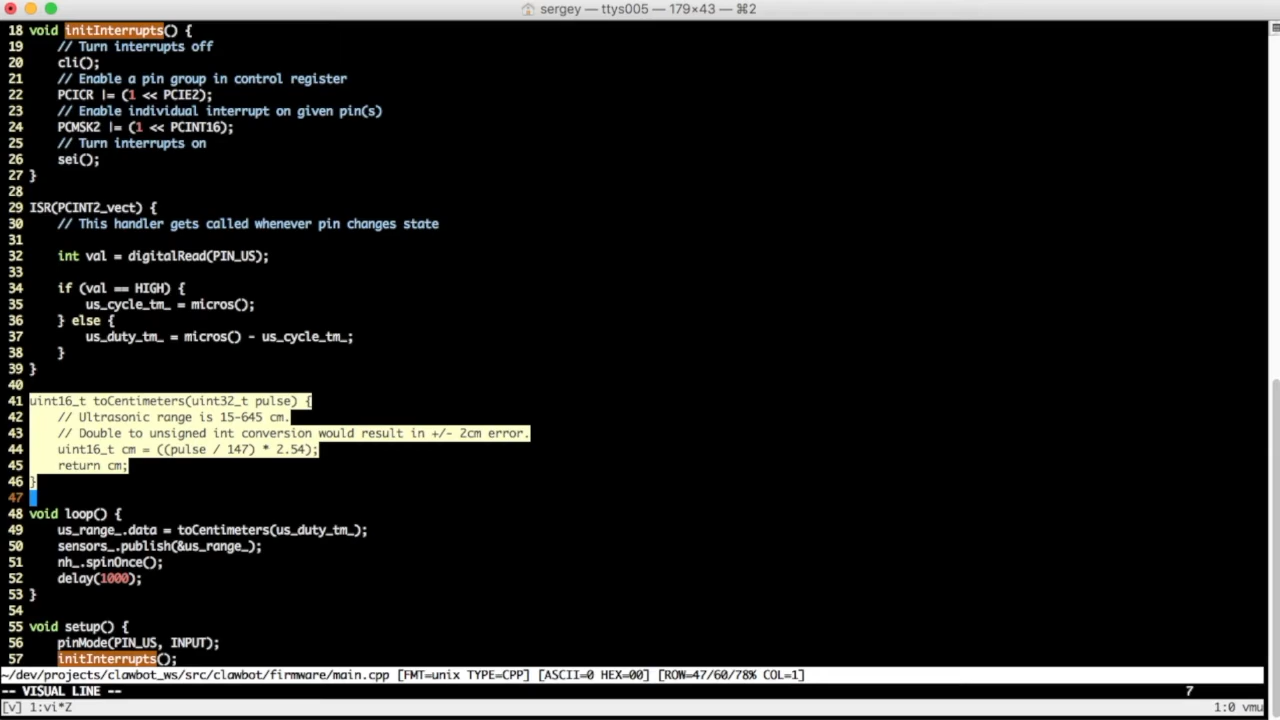 sergey — ttys005 — 179×43 — ⌘2
18 void initInterrupts() {
19     // Turn interrupts off
20     cli();
21     // Enable a pin group in control register
22     PCICR |= (1 << PCIE2);
23     // Enable individual interrupt on given pin(s)
24     PCMSK2 |= (1 << PCINT16);
25     // Turn interrupts on
26     sei();
27 }
28
29 ISR(PCINT2_vect) {
30     // This handler gets called whenever pin changes state
31
32     int val = digitalRead(PIN_US);
33
34     if (val == HIGH) {
35         us_cycle_tm_ = micros();
36     } else {
37         us_duty_tm_ = micros() - us_cycle_tm_;
38     }
39 }
40
41 uint16_t toCentimeters(uint32_t pulse) {
42     // Ultrasonic range is 15-645 cm.
43     // Double to unsigned int conversion would result in +/- 2cm error.
44     uint16_t cm = ((pulse / 147) * 2.54);
45     return cm;
46 }
47
48 void loop() {
49     us_range_.data = toCentimeters(us_duty_tm_);
50     sensors_.publish(&us_range_);
51     nh_.spinOnce();
52     delay(1000);
53 }
54
55 void setup() {
56     pinMode(PIN_US, INPUT);
57     initInterrupts();
~/dev/projects/clawbot_ws/src/clawbot/firmware/main.cpp [FMT=unix TYPE=CPP] [ASCII=0 HEX=00] [ROW=47/60/78% COL=1]
-- VISUAL LINE -- 7
[v] 1:vi*Z 1:0 vmu